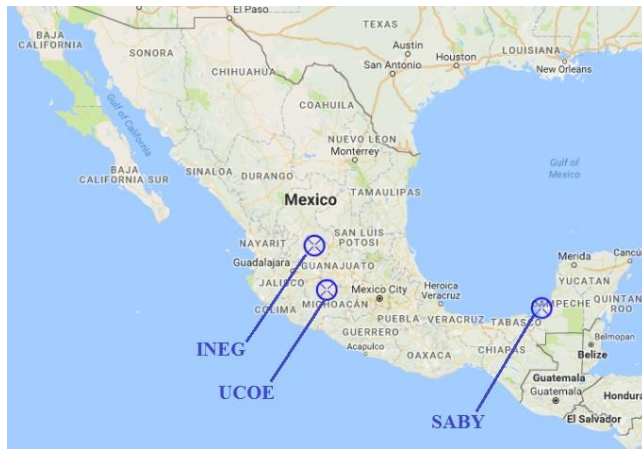 El Paso
BAJA
CALIFORNIA
SONORA
CHIHUAHUA
TEXAS
Austin
San Antonio
Houston
LOUISIANA
New Orleans
Gulf of California
COAHUILA
NUEVO LEON
Monterrey
BAJA
CALIFORNIA SUR
SINALOA
DURANGO
TAMAULIPAS
Gulf of
Mexico
Mexico
NAYARIT
SAN LUIS
POTOSI
Guadalajara
GUANAJUATO
JALISCO
COLIMA
MICHOACÁN
Mexico City
Heroica
Veracruz
PUEBLA
VERACRUZ
GUERRERO
Acapulco
OAXACA
TABASCO
CHIAPAS
Merida
Cancú
YUCATAN
CAMPECHE
QUINTAN
ROO
Belmopan
Belize
Guatemala
Guatemala
Hondura
El Salvador
INEG
UCOE
SABY